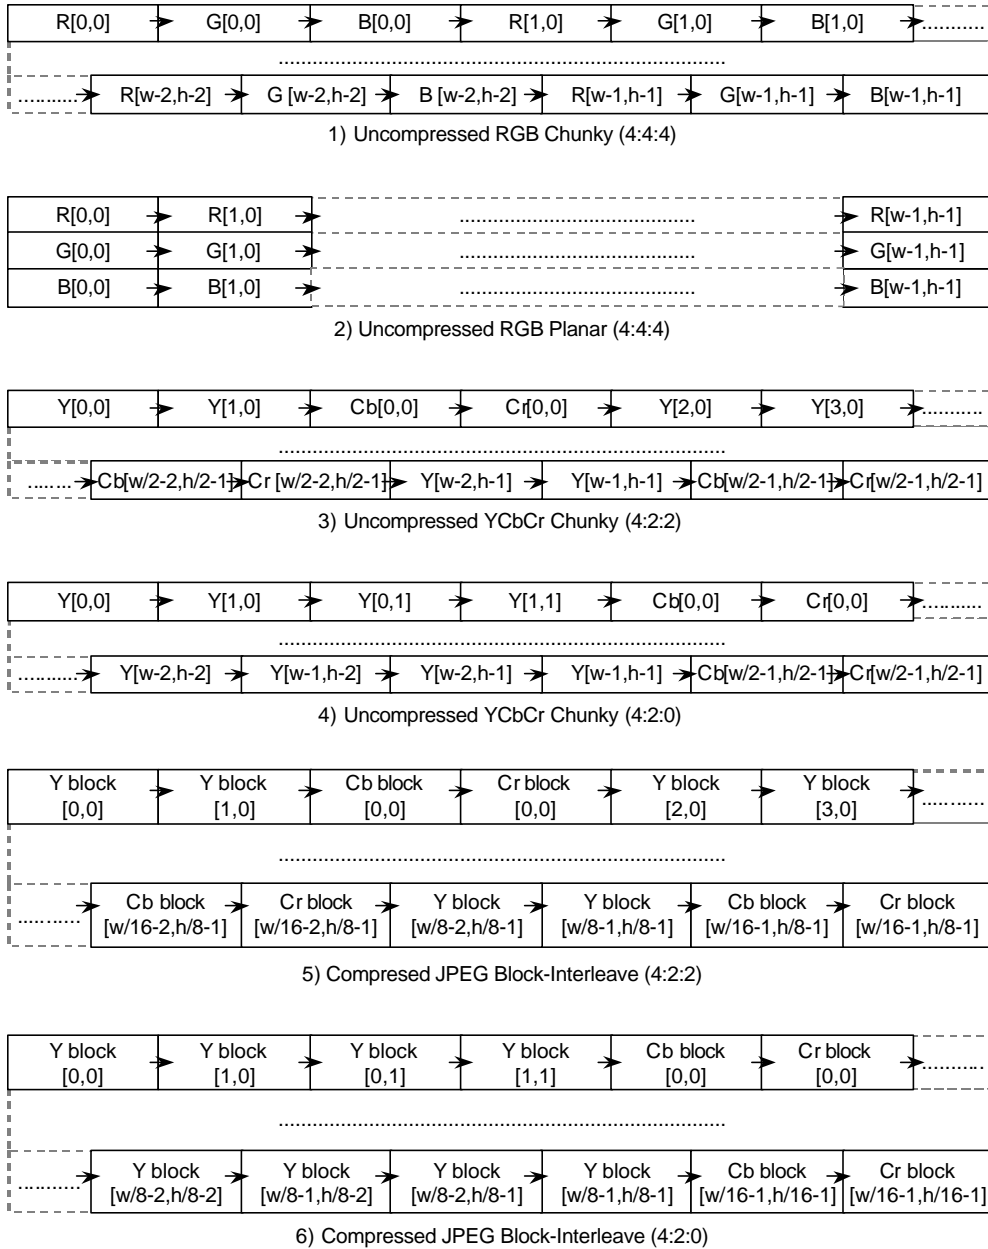 R[0,0] G[0,0] B[0,0] R[1,0] G[1,0] B[1,0] ...........
................................................................................
........... R[w-2,h-2] G [w-2,h-2] B [w-2,h-2] R[w-1,h-1] G[w-1,h-1] B[w-1,h-1]
1) Uncompressed RGB Chunky (4:4:4)
R[0,0] R[1,0] .......................................... R[w-1,h-1]
G[0,0] G[1,0] .......................................... G[w-1,h-1]
B[0,0] B[1,0] .......................................... B[w-1,h-1]
2) Uncompressed RGB Planar (4:4:4)
Y[0,0] Y[1,0] Cb[0,0] Cr[0,0] Y[2,0] Y[3,0] ...........
................................................................................
........ Cb[w/2-2,h/2-1] Cr [w/2-2,h/2-1] Y[w-2,h-1] Y[w-1,h-1] Cb[w/2-1,h/2-1] Cr[w/2-1,h/2-1]
3) Uncompressed YCbCr Chunky (4:2:2)
Y[0,0] Y[1,0] Y[0,1] Y[1,1] Cb[0,0] Cr[0,0] ...........
................................................................................
........... Y[w-2,h-2] Y[w-1,h-2] Y[w-2,h-1] Y[w-1,h-1] Cb[w/2-1,h/2-1] Cr[w/2-1,h/2-1]
4) Uncompressed YCbCr Chunky (4:2:0)
Y block Y block Cb block Cr block Y block Y block
[0,0] [1,0] [0,0] [0,0] [2,0] [3,0] ...........
................................................................................
Cb block Cr block Y block Y block Cb block Cr block
........... [w/16-2,h/8-1] [w/16-2,h/8-1] [w/8-2,h/8-1] [w/8-1,h/8-1] [w/16-1,h/8-1] [w/16-1,h/8-1]
5) Compresed JPEG Block-Interleave (4:2:2)
Y block Y block Y block Y block Cb block Cr block
[0,0] [1,0] [0,1] [1,1] [0,0] [0,0] ...........
................................................................................
Y block Y block Y block Y block Cb block Cr block
........... [w/8-2,h/8-2] [w/8-1,h/8-2] [w/8-2,h/8-1] [w/8-1,h/8-1] [w/16-1,h/16-1] [w/16-1,h/16-1]
6) Compressed JPEG Block-Interleave (4:2:0)